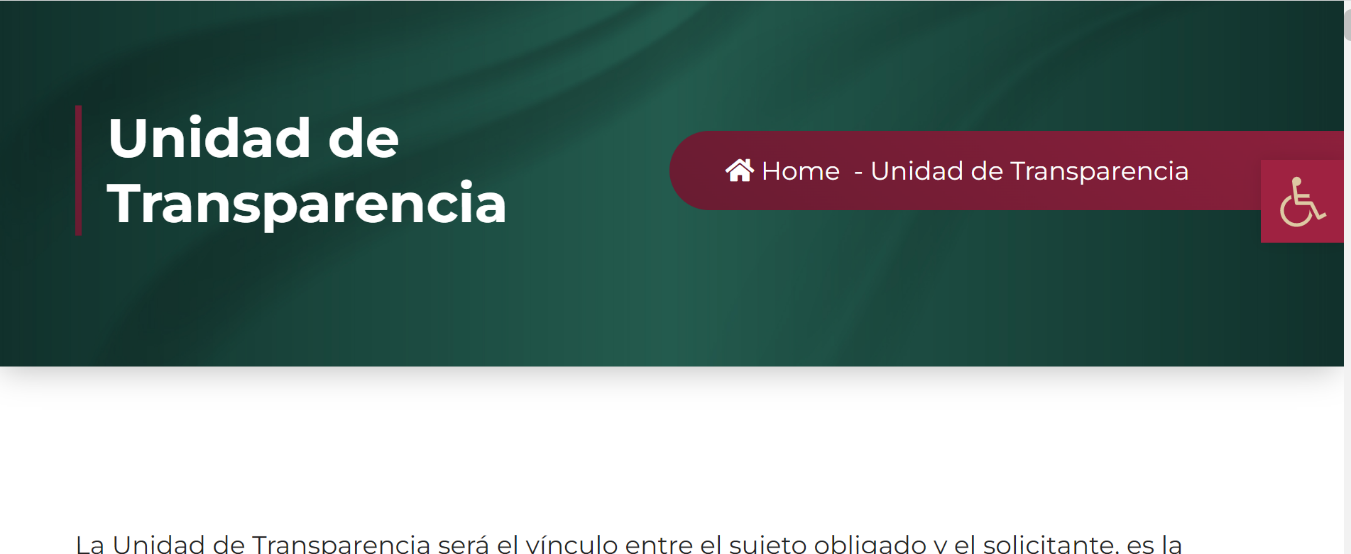 Unidad de
Transparencia
Home - Unidad de Transparencia
La Unidad de Transparencia será el vínculo entre el sujeto obligado y el solicitante, es la